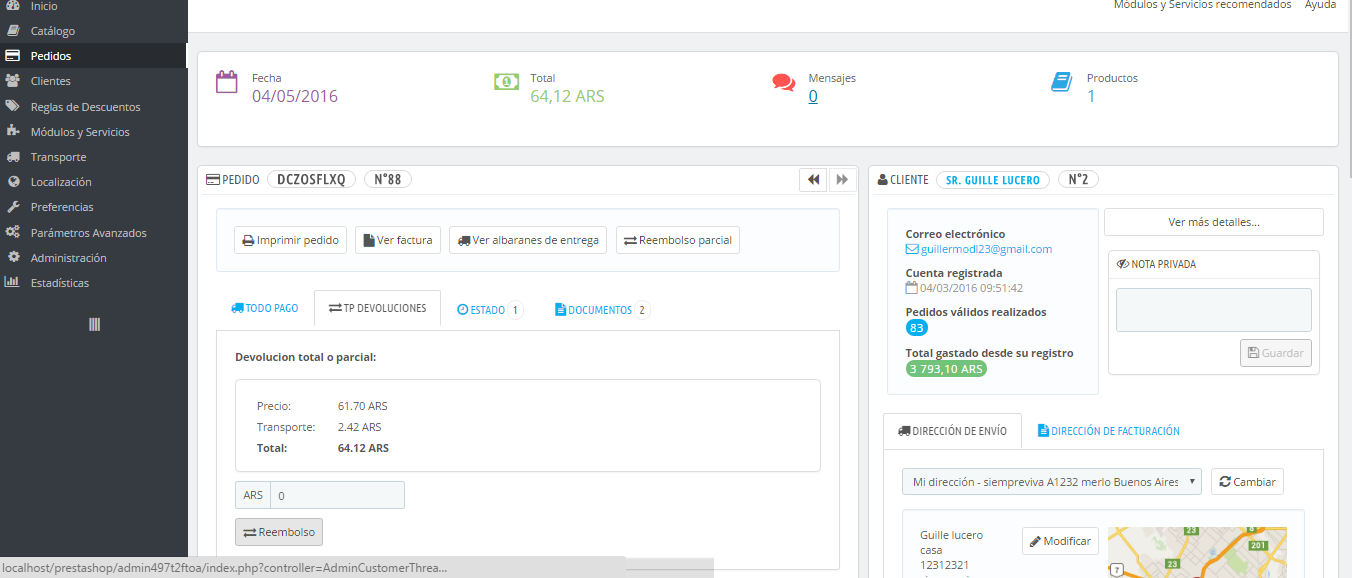 Inicio
Catálogo
Pedidos
Clientes
Reglas de Descuentos
Módulos y Servicios
Transporte
Localización
Preferencias
Parámetros Avanzados
Administración
Estadísticas
Módulos y Servicios recomendados Ayuda
Fecha
04/05/2016
Total
64,12 ARS
Mensajes
0
Productos
1
PEDIDO DCZOSFLXQ N°88
Imprimir pedido Ver factura Ver albaranes de entrega Reembolso parcial
TODO PAGO TP DEVOLUCIONES ESTADO 1 DOCUMENTOS 2
Devolucion total o parcial:
Precio: 61.70 ARS
Transporte: 2.42 ARS
Total: 64.12 ARS
ARS 0
Reembolso
CLIENTE SR. GUILLE LUCERO N°2
Correo electrónico
guillermodl23@gmail.com
Cuenta registrada
04/03/2016 09:51:42
Pedidos válidos realizados
83
Total gastado desde su registro
3 793,10 ARS
Ver más detalles...
NOTA PRIVADA
Guardar
DIRECCIÓN DE ENVÍO DIRECCIÓN DE FACTURACIÓN
Mi dirección - siempreviva A1232 merlo Buenos Aires Cambiar
Guille lucero
casa
12312321
Modificar
23
8
201
23
7
localhost/prestashop/admin497t2ftoa/index.php?controller=AdminCustomerThrea...